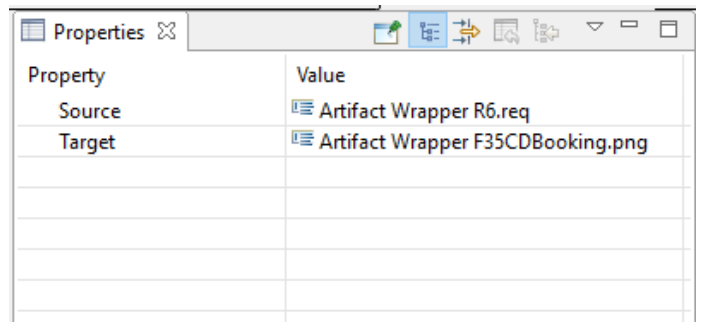 Properties
Property Value
Source Artifact Wrapper R6.req
Target Artifact Wrapper F35CDBooking.png